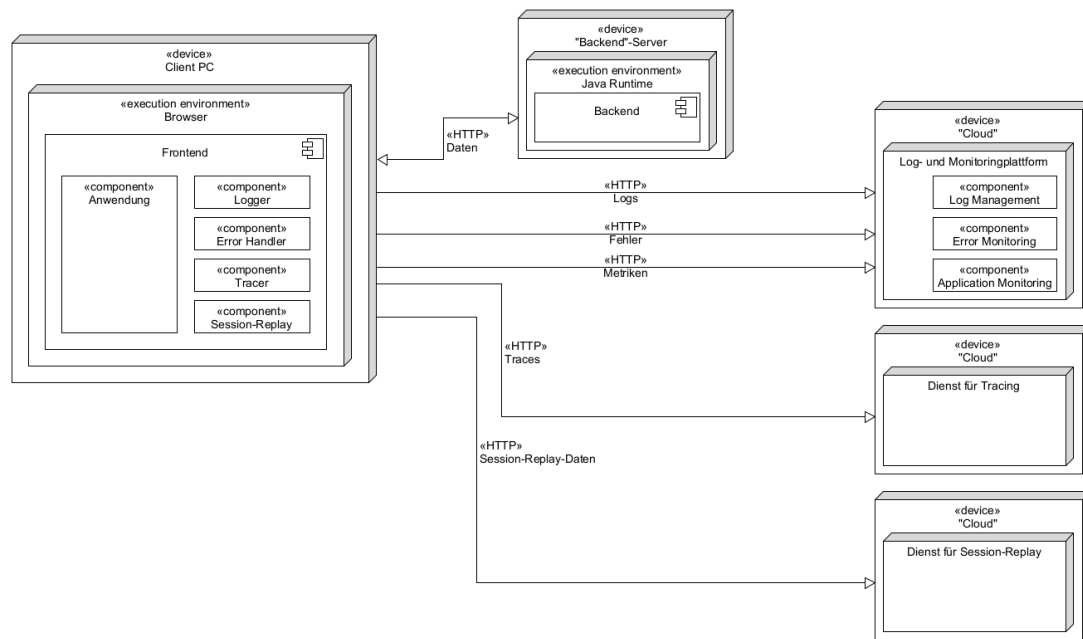 «device»
Client PC
«execution environment»
Browser
Frontend
«component»
Anwendung
«component»
Logger
«component»
Error Handler
«component»
Tracer
«component»
Session-Replay
«HTTP»
Daten
«device»
"Backend"-Server
«execution environment»
Java Runtime
Backend
«HTTP»
Logs
«HTTP»
Fehler
«HTTP»
Metriken
«HTTP»
Traces
«HTTP»
Session-Replay-Daten
«device»
"Cloud"
Log- und Monitoringplattform
«component»
Log Management
«component»
Error Monitoring
«component»
Application Monitoring
«device»
"Cloud"
Dienst für Tracing
«device»
"Cloud"
Dienst für Session-Replay